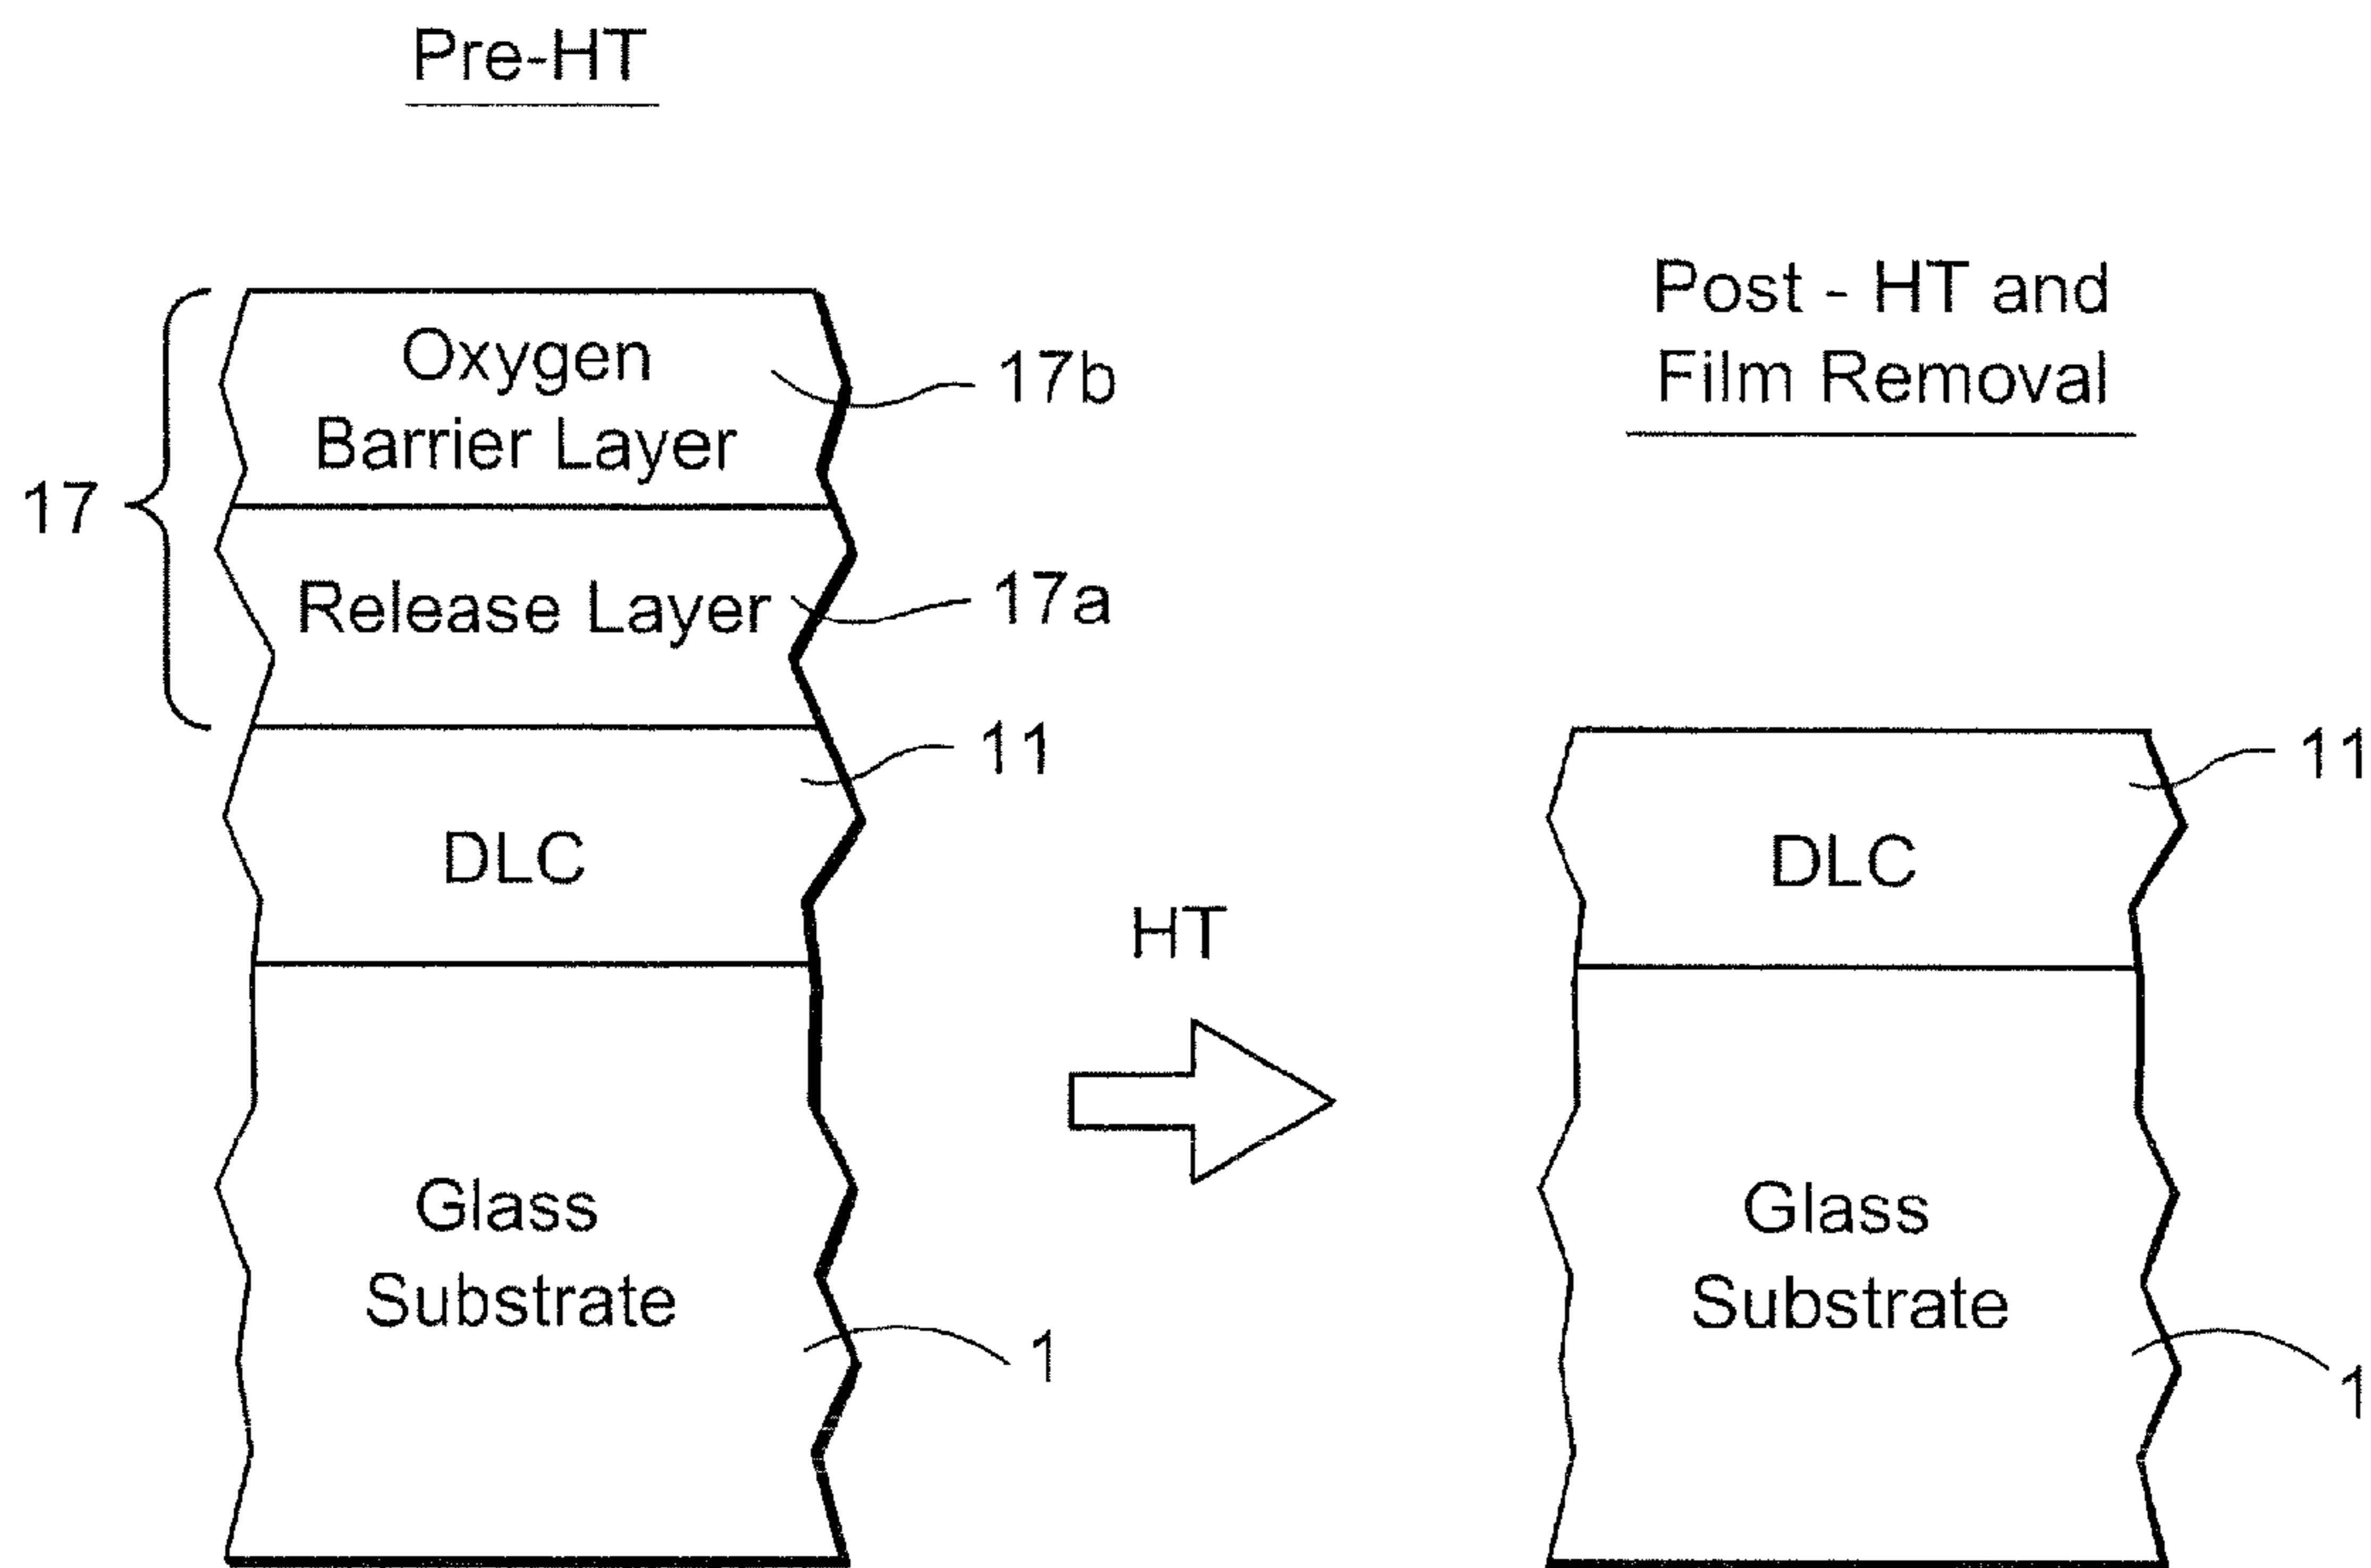 Pre-HT
Oxygen
Barrier Layer
17b
17
Release Layer
17a
11
DLC
Glass
Substrate
1
HT
Post - HT and
Film Removal
11
DLC
Glass
Substrate
1